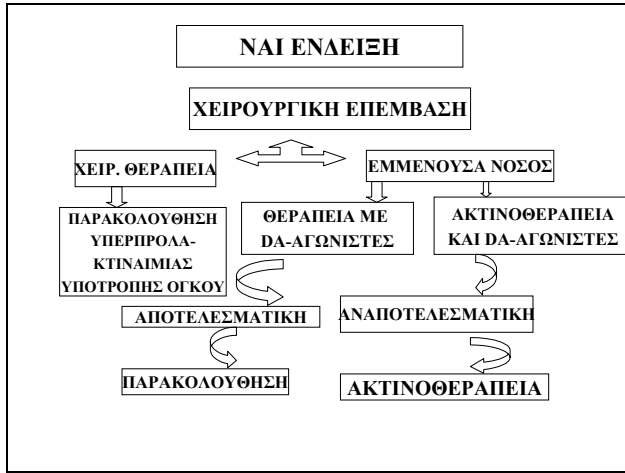 ΝΑΙ ΕΝΔΕΙΞΗ
ΧΕΙΡΟΥΡΓΙΚΗ ΕΠΕΜΒΑΣΗ
ΧΕΙΡ. ΘΕΡΑΠΕΙΑ
ΕΜΜΕΝΟΥΣΑ ΝΟΣΟΣ
ΠΑΡΑΚΟΛΟΥΘΗΣΗ
ΥΠΕΡΠΡΟΛΑ-
ΚΤΙΝΑΙΜΙΑΣ
ΥΠΟΤΡΟΠΗΣ ΟΓΚΟΥ
ΘΕΡΑΠΕΙΑ ΜΕ
DA-ΑΓΩΝΙΣΤΕΣ
ΑΚΤΙΝΟΘΕΡΑΠΕΙΑ
ΚΑΙ DA-ΑΓΩΝΙΣΤΕΣ
ΑΠΟΤΕΛΕΣΜΑΤΙΚΗ
ΑΝΑΠΟΤΕΛΕΣΜΑΤΙΚΗ
ΠΑΡΑΚΟΛΟΥΘΗΣΗ
ΑΚΤΙΝΟΘΕΡΑΠΕΙΑ